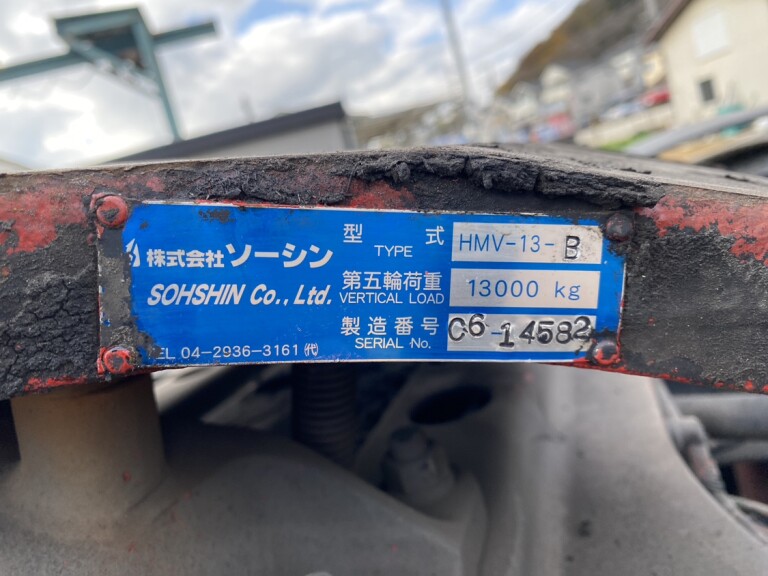 株式会社 ソーシン
SOHSHIN Co., Ltd.
TEL 04-2936-3161 (代)
型式 HMV-13-B
TYPE
第五輪荷重 13000 kg
VERTICAL LOAD
製造番号 C6-14582
SERIAL No.